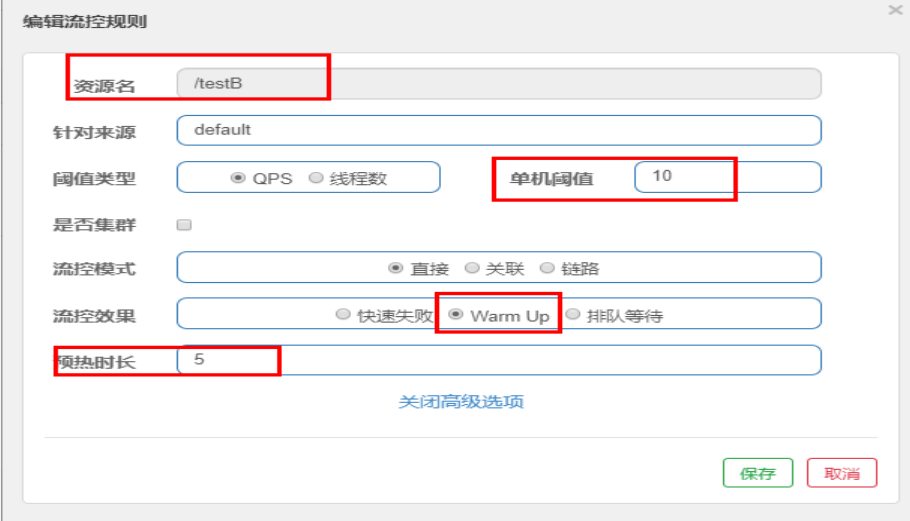 编辑流控规则 ×
资源名 /testB
针对来源 default
阈值类型 QPS 线程数 单机阈值 10
是否集群
流控模式 直接 关联 链路
流控效果 快速失败 Warm Up 排队等待
预热时长 5
关闭高级选项
保存 取消